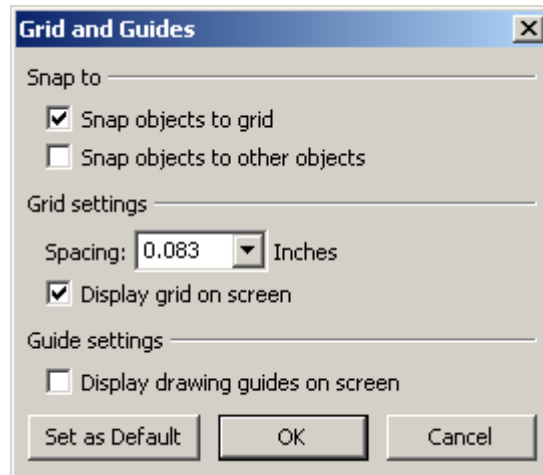 Grid and Guides
Snap to
Snap objects to grid
Snap objects to other objects
Grid settings
Spacing: 0.083 Inches
Display grid on screen
Guide settings
Display drawing guides on screen
Set as Default OK Cancel